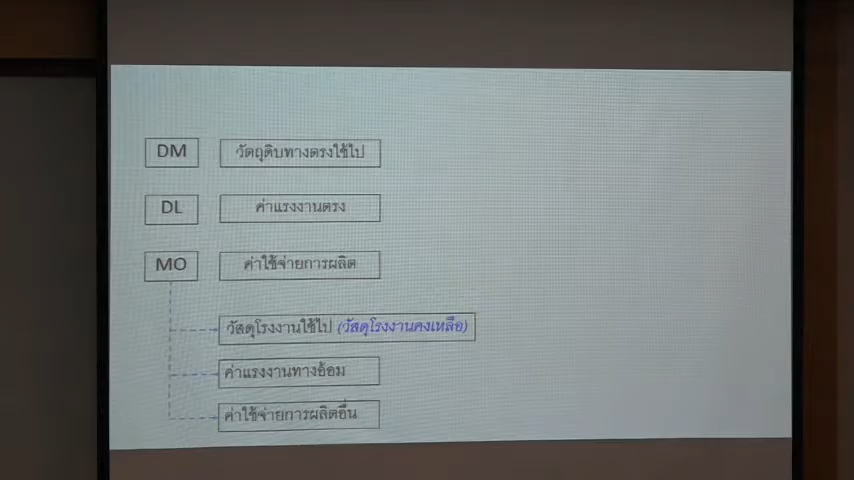 DM วัตถุดิบทางตรงใช้ไป
DL ค่าแรงงานตรง
MO ค่าใช้จ่ายการผลิต
วัสดุโรงงานใช้ไป (วัสดุโรงงานคงเหลือ)
ค่าแรงงานทางอ้อม
ค่าใช้จ่ายการผลิตอื่น